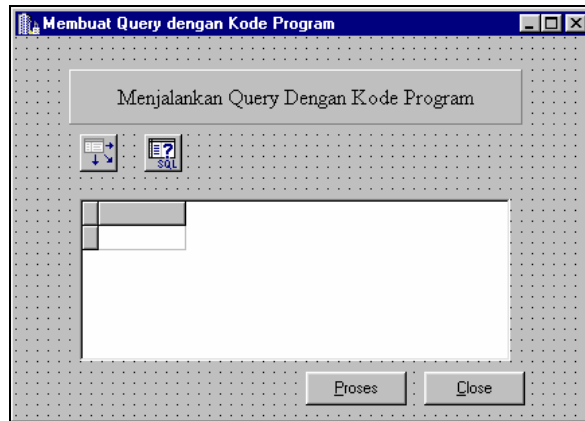 Membuat Query dengan Kode Program
Menjalankan Query Dengan Kode Program
SQL
Proses
Close